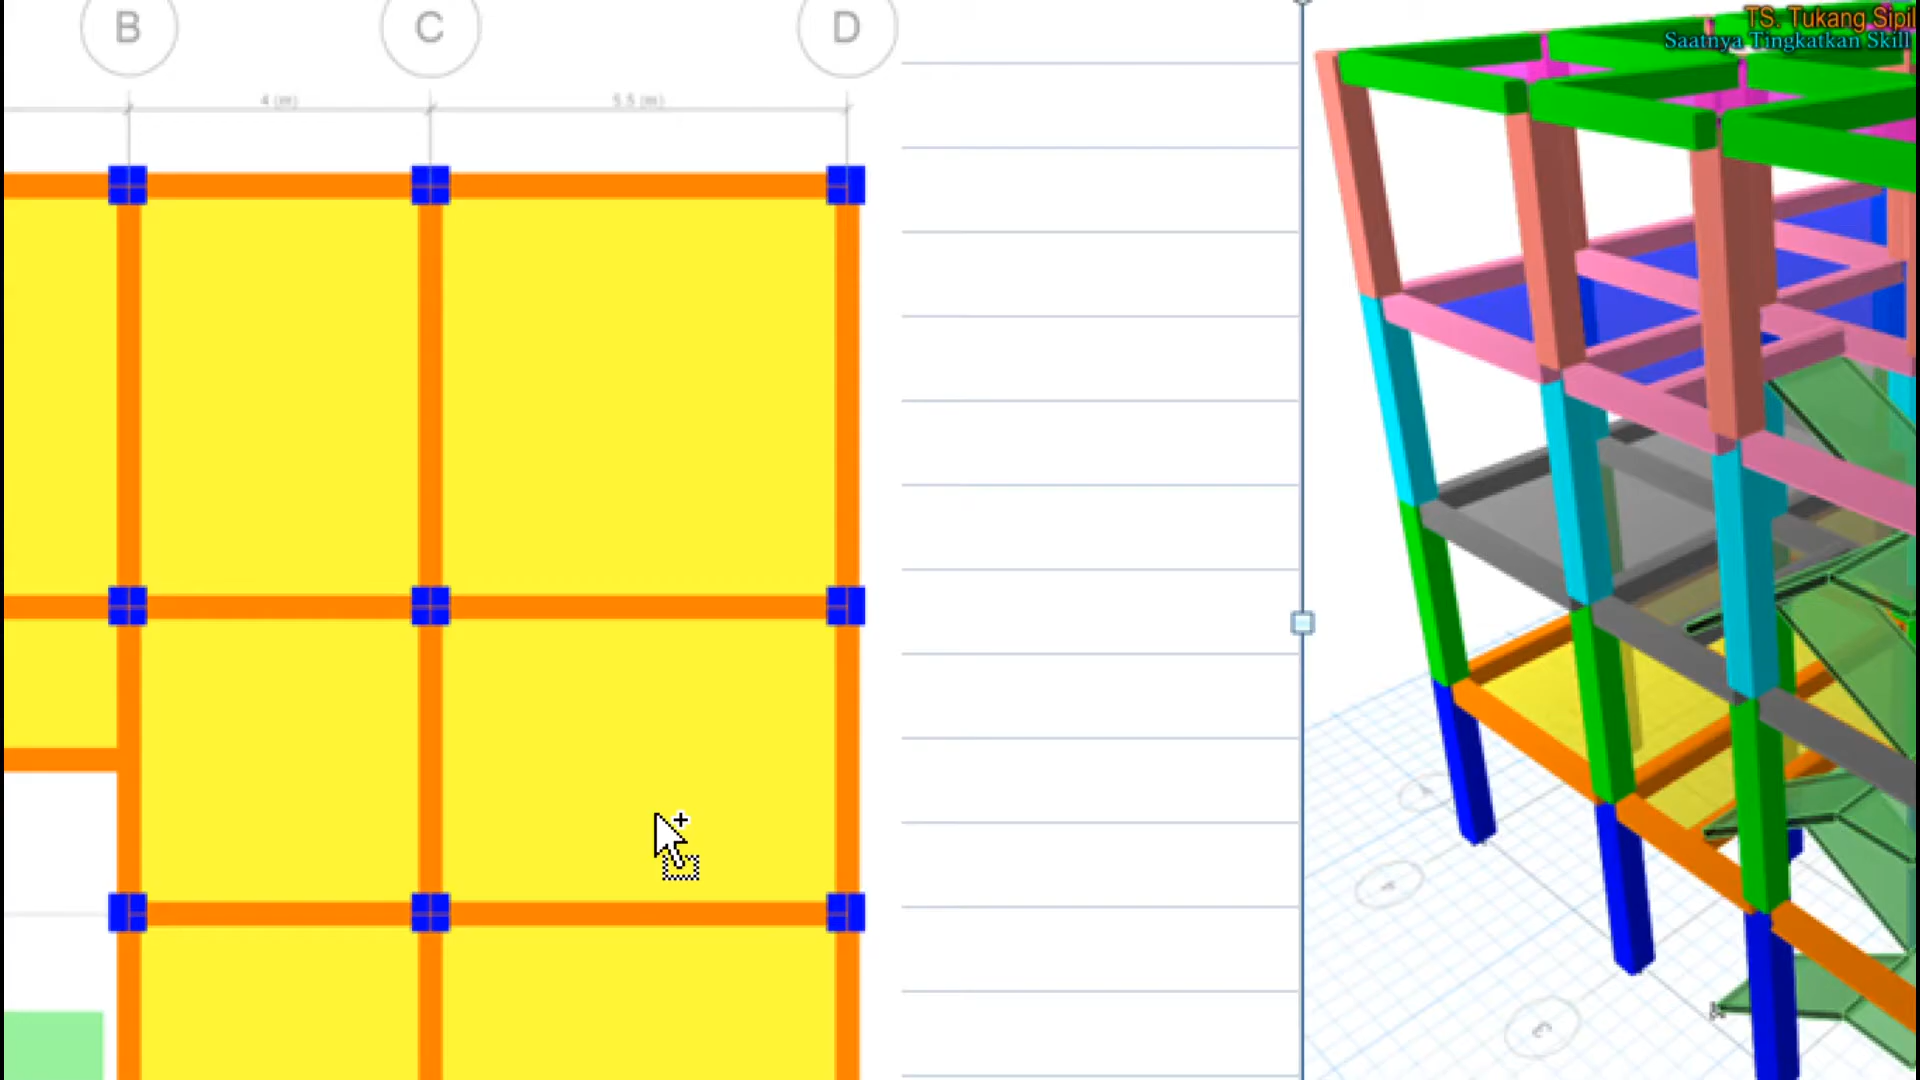 B
C
D
4 (m)
5.5 (m)
TS. Tukang Sipil
Saatnya Tingkatkan Skill